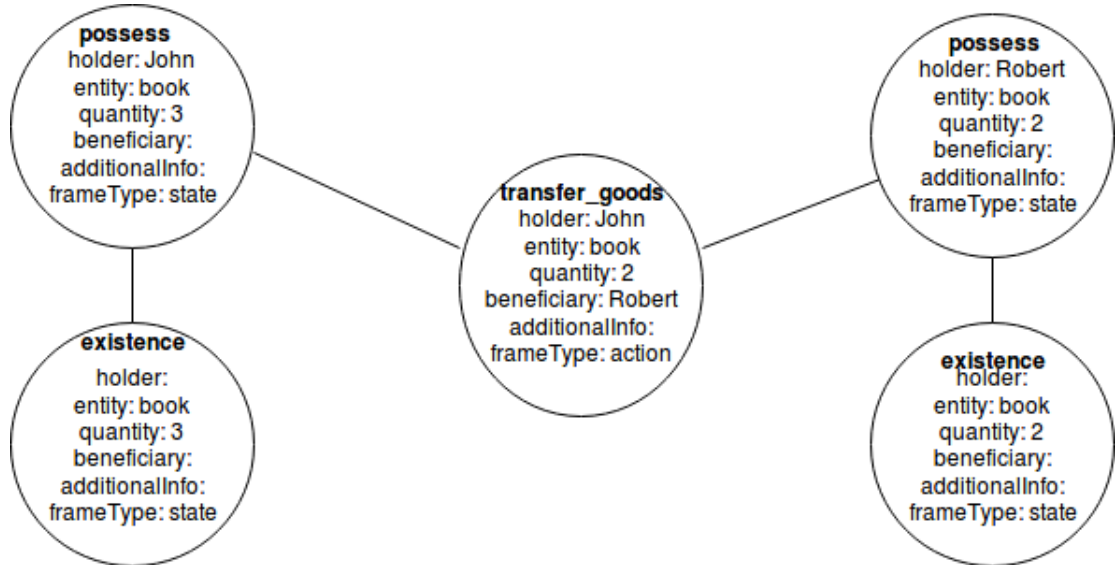 possess
holder: John
entity: book
quantity: 3
beneficiary:
additionalInfo:
frameType: state
existence
holder:
entity: book
quantity: 3
beneficiary:
additionalInfo:
frameType: state
transfer_goods
holder: John
entity: book
quantity: 2
beneficiary: Robert
additionalInfo:
frameType: action
possess
holder: Robert
entity: book
quantity: 2
beneficiary:
additionalInfo:
frameType: state
existence
holder:
entity: book
quantity: 2
beneficiary:
additionalInfo:
frameType: state